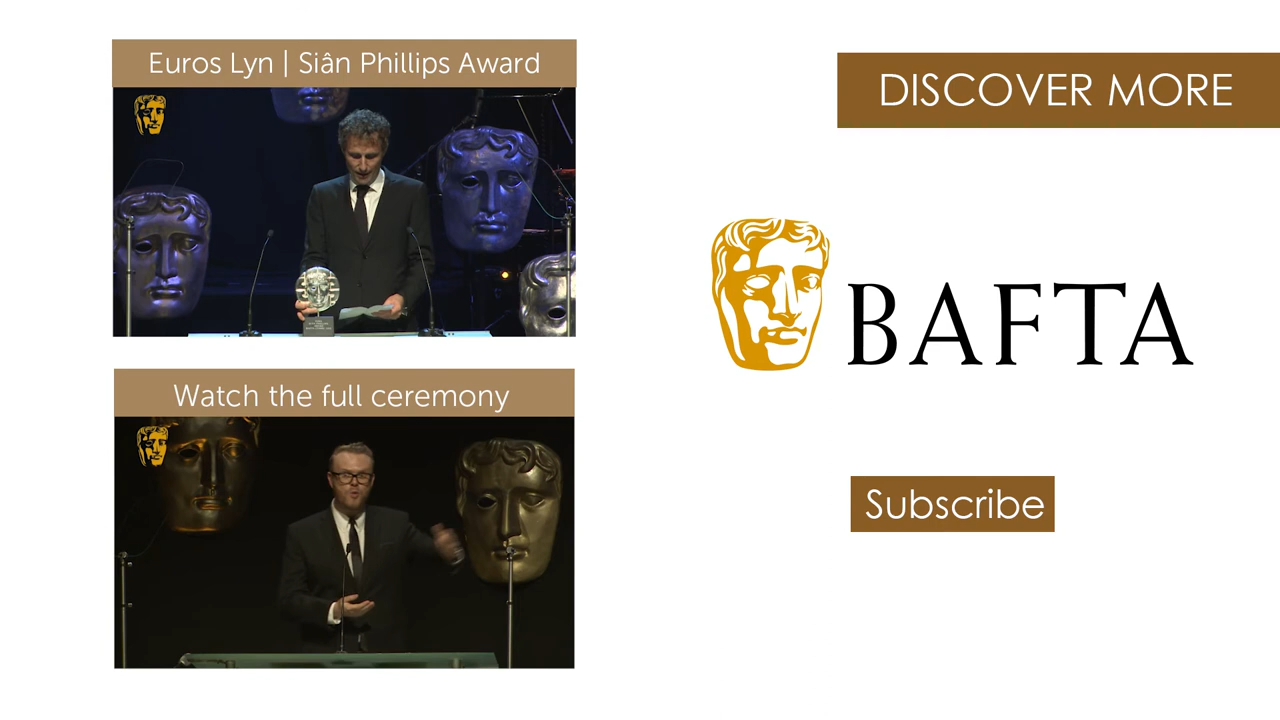 Euros Lyn | Siân Phillips Award
DISCOVER MORE
BAFTA
Watch the full ceremony
Subscribe